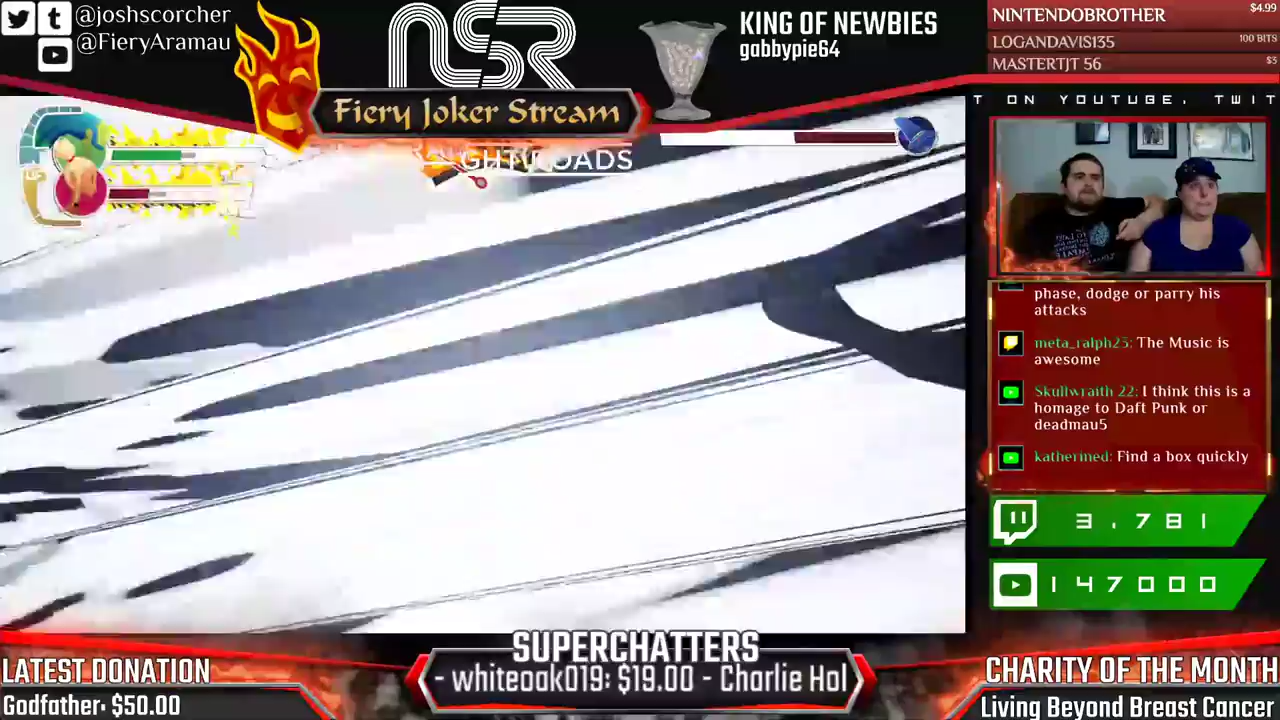 @joshscorcher
@FieryAramau
NSR
Fiery Joker Stream
KING OF NEWBIES
gabbypie64
NINTENDOBROTHER $4.99
LOGANDAVIS135 100 BITS
MASTERTJT 56 $3
T ON YOUTUBE, TWIT
phase, dodge or parry his
attacks
meta_ralph23: The Music is
awesome
Skullwraith 22: I think this is a
homage to Daft Punk or
deadmau5
katherined: Find a box quickly
3,781
147000
SUPERCHATTERS
- whiteoak019: $19.00 - Charlie Hol
LATEST DONATION
Godfather: $50.00
CHARITY OF THE MONTH
Living Beyond Breast Cancer